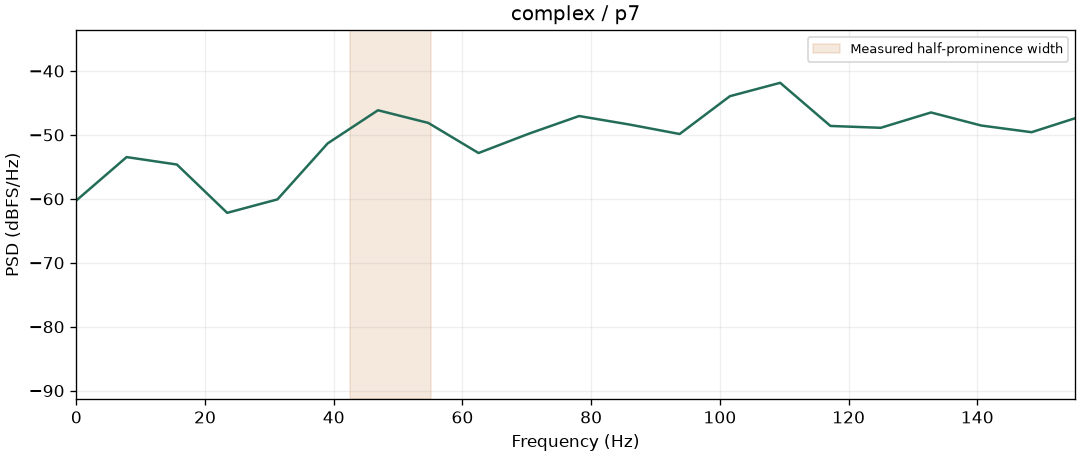 complex / p7
Measured half-prominence width
PSD (dBFS/Hz)
−40
−50
−60
−70
−80
−90
0 20 40 60 80 100 120 140
Frequency (Hz)